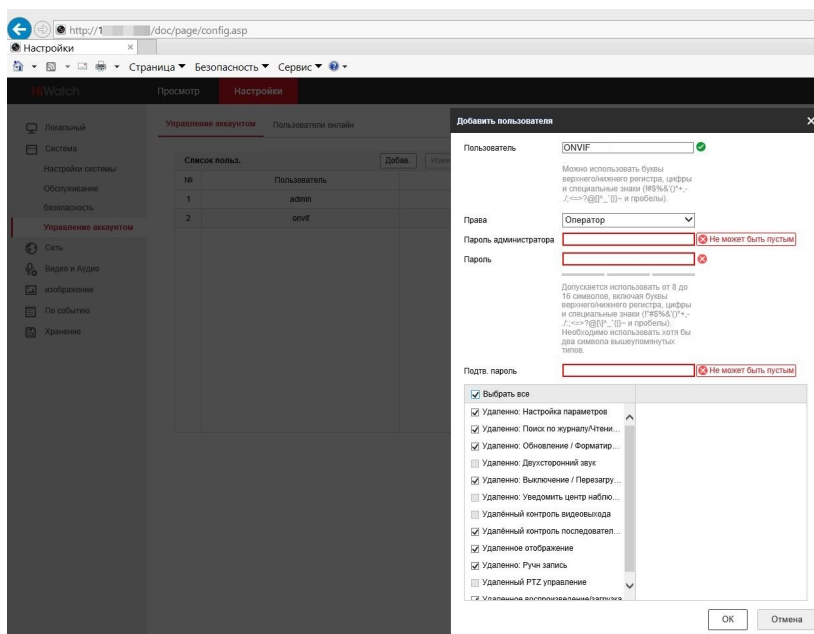 http://1 /doc/page/config.asp
Настройки
Страница Безопасность Сервис
HiWatch
Просмотр
Настройки
Локальный
Система
Настройки системы
Обслуживание
безопасность
Управление аккаунтом
Сеть
Видео и Аудио
изображение
По событию
Хранение
Управление аккаунтом
Пользователи онлайн
Список польз.
Добав.
№
Пользователь
1
admin
2
onvif
Добавить пользователя
Пользователь
ONVIF
Можно использовать буквы
верхнего/нижнего регистра, цифры
и специальные знаки (!#$%&'()*+,-
./;<=>?@[]^_`{|}~ и пробелы).
Права
Оператор
Пароль администратора
Не может быть пустым
Пароль
Допускается использовать от 8 до
16 символов, включая буквы
верхнего/нижнего регистра, цифры
и специальные знаки (!"#$%&'()*+,-
./:;<=>?@[\]^_`{|}~ и пробелы).
Необходимо использовать хотя бы
два символа вышеупомянутых
типов.
Подтв. пароль
Не может быть пустым
Выбрать все
Удаленно: Настройка параметров
Удаленно: Поиск по журналу/Чтени...
Удаленно: Обновление / Форматир...
Удаленно: Двухсторонний звук
Удаленно: Выключение / Перезагру...
Удаленно: Уведомить центр наблю...
Удалённый контроль видеовыхода
Удалённый контроль последовател...
Удаленное отображение
Удаленно: Ручн запись
Удаленный PTZ управление
Удаленное воспроизведение/загрузка
ОК
Отмена